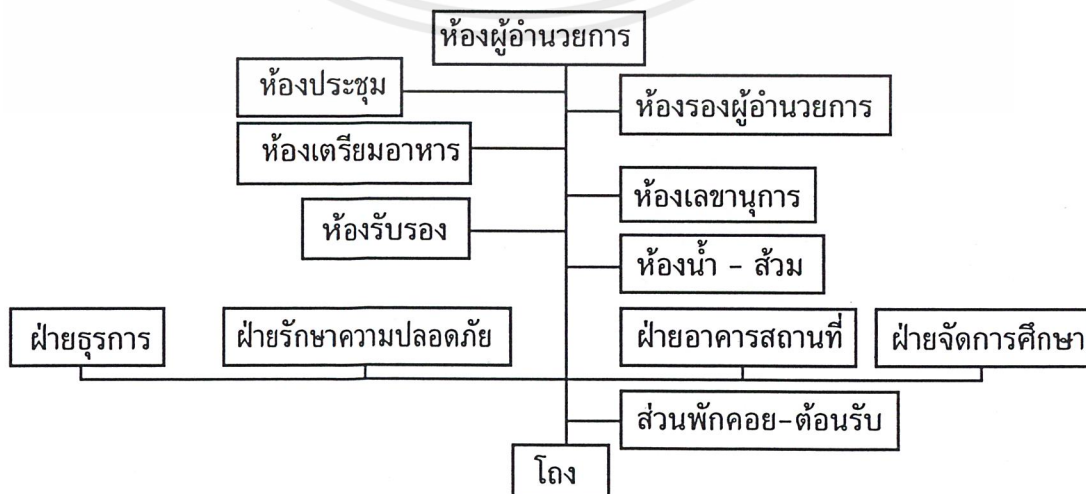 ห้องผู้อำนวยการ
ห้องประชุม
ห้องรองผู้อำนวยการ
ห้องเตรียมอาหาร
ห้องเลขานุการ
ห้องรับรอง
ห้องน้ำ - ส้วม
ฝ่ายธุรการ
ฝ่ายรักษาความปลอดภัย
ฝ่ายอาคารสถานที่
ฝ่ายจัดการศึกษา
ส่วนพักคอย-ต้อนรับ
โถง